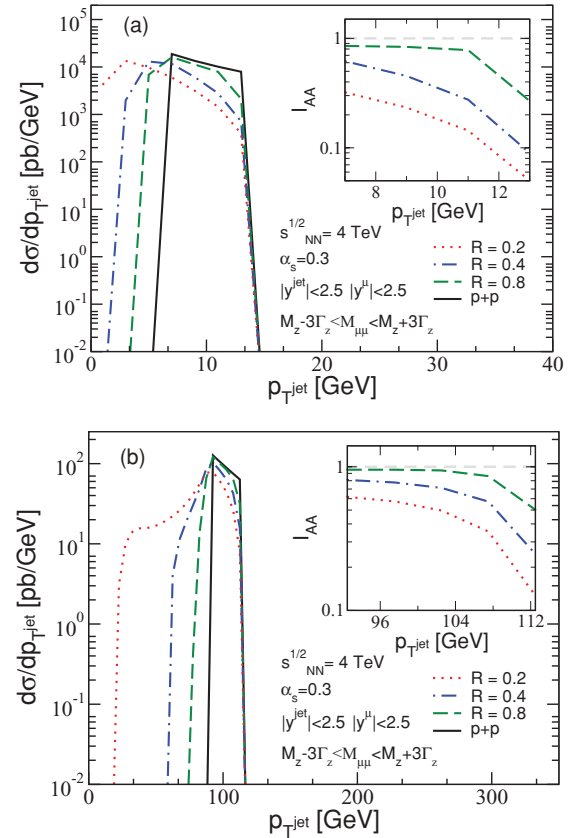 (a)
dσ/dp_T^jet [pb/GeV]
10^5
10^4
10^3
10^2
10^1
10^0
10^-1
10^-2
0 10 20 30 40
p_T^jet [GeV]
I_AA
1
0.1
8 10 12
p_T^jet [GeV]
s^1/2_NN = 4 TeV
α_s=0.3
|y^jet|<2.5 |y^μ|<2.5
M_z-3Γ_z<M_μμ<M_z+3Γ_z
R = 0.2
R = 0.4
R = 0.8
p+p
(b)
dσ/dp_T^jet [pb/GeV]
10^2
10^1
10^0
10^-1
10^-2
0 100 200 300
p_T^jet [GeV]
I_AA
1
0.1
96 104 112
p_T^jet [GeV]
s^1/2_NN = 4 TeV
α_s=0.3
|y^jet|<2.5 |y^μ|<2.5
M_z-3Γ_z<M_μμ<M_z+3Γ_z
R = 0.2
R = 0.4
R = 0.8
p+p